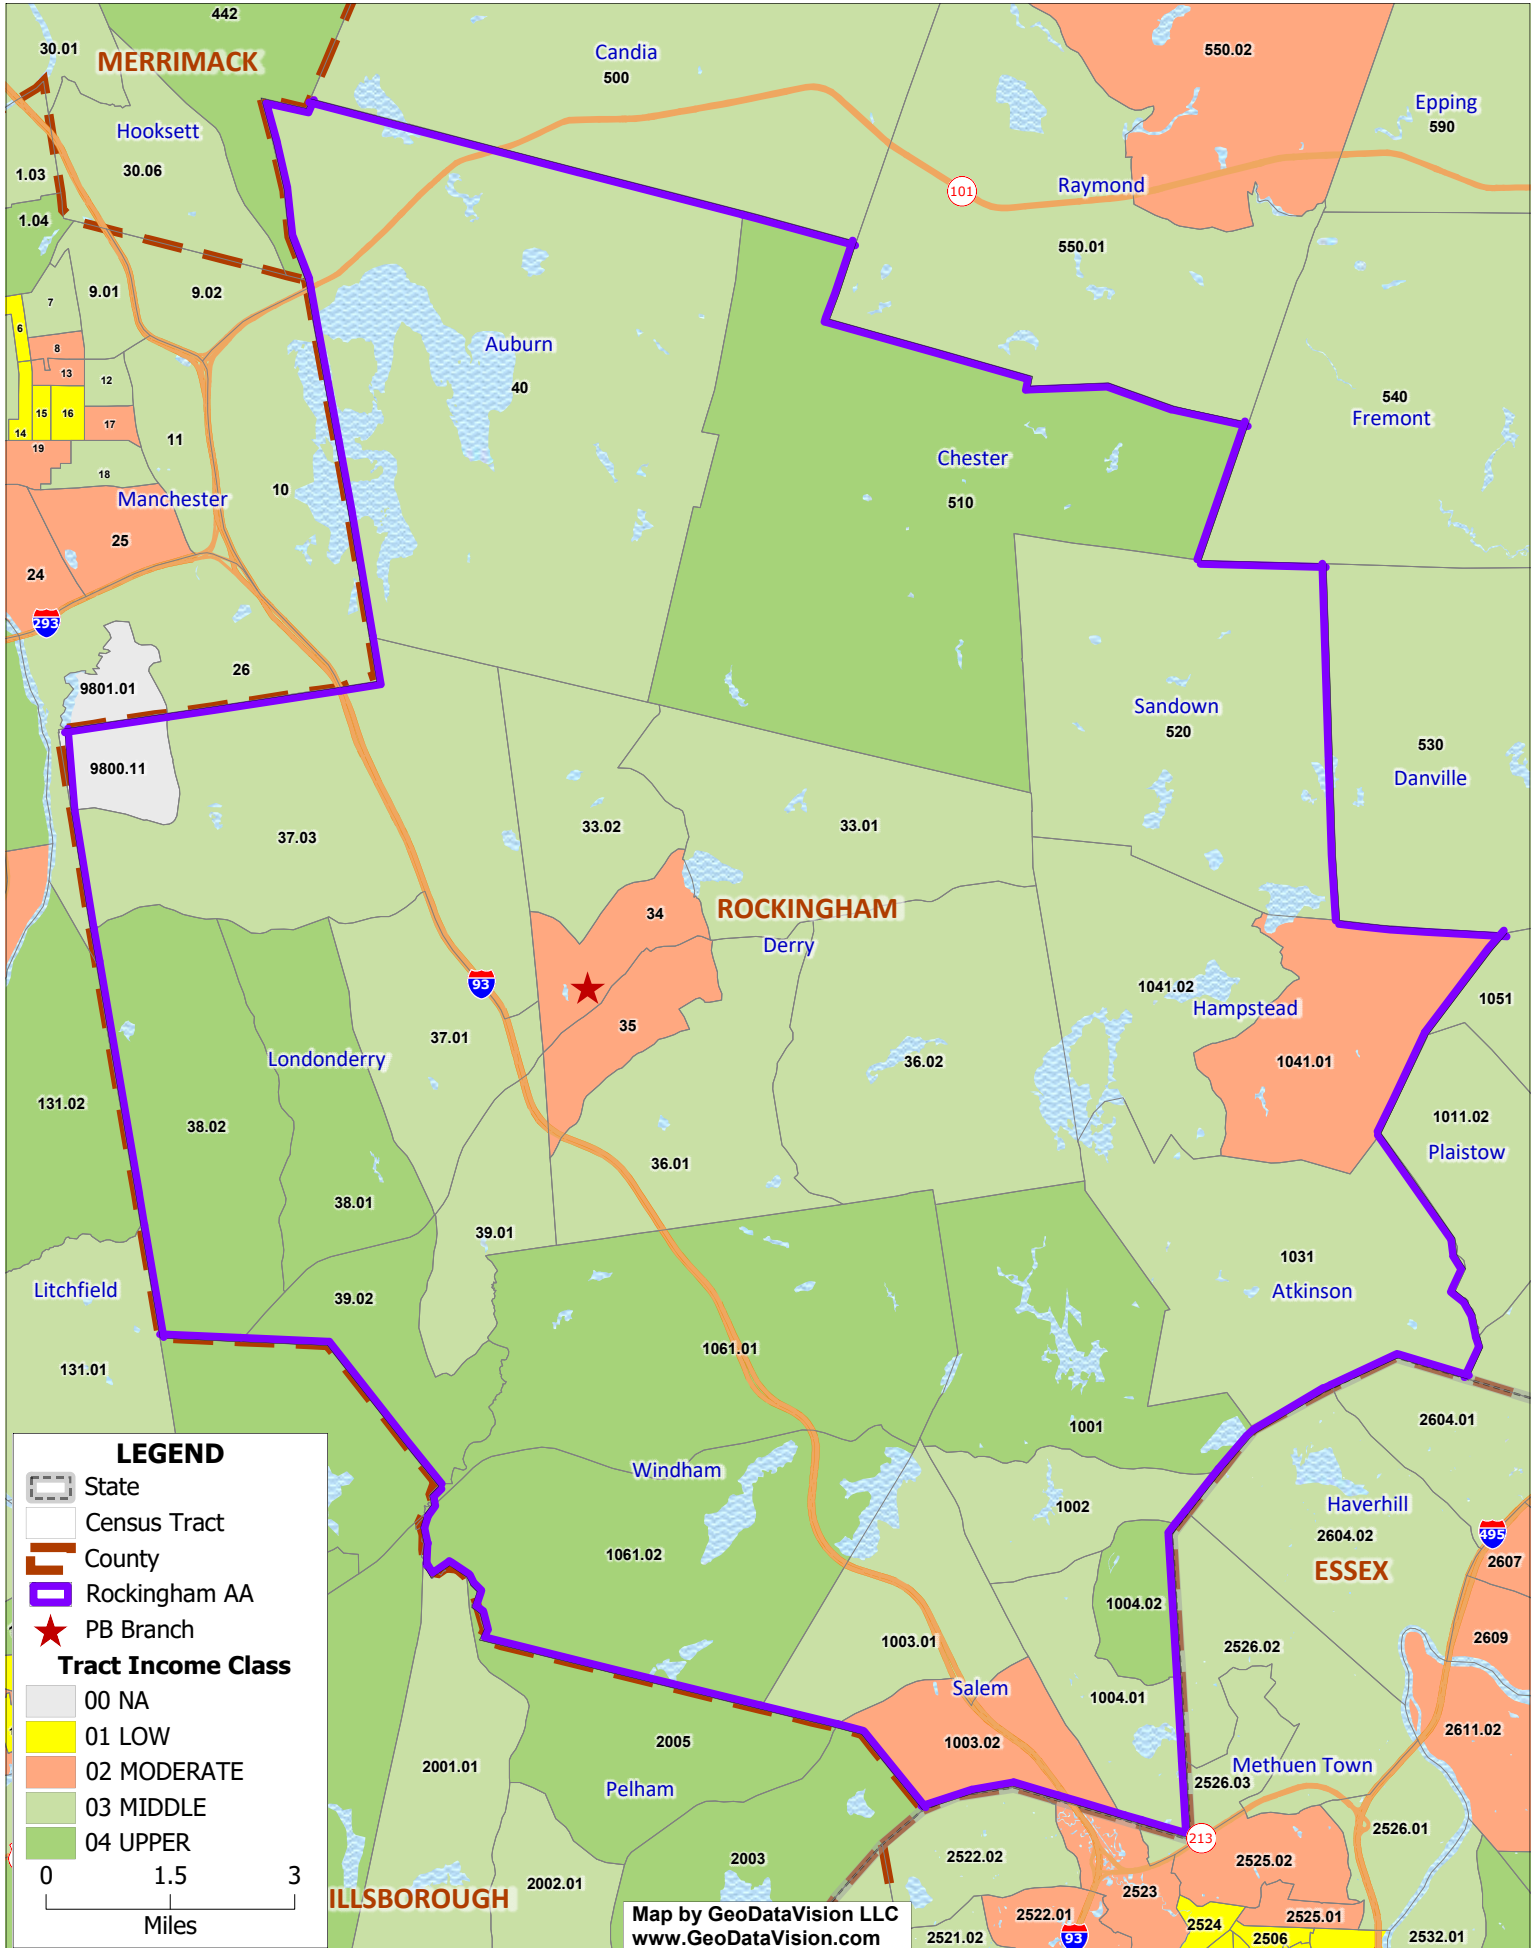 442
30.01
MERRIMACK
Candia
500
550.02
Epping
590
Hooksett
30.06
1.03
1.04
101
Raymond
550.01
9.01
9.02
7
6
8
13
12
15
16
17
14
19
11
18
Auburn
40
540
Fremont
Chester
510
Manchester
10
25
24
293
26
9801.01
9800.11
Sandown
520
530
Danville
37.03
33.02
33.01
34
ROCKINGHAM
Derry
93
35
37.01
Londonderry
36.02
1041.02
Hampstead
1041.01
1051
1011.02
Plaistow
131.02
38.02
38.01
36.01
39.01
39.02
Litchfield
131.01
1031
Atkinson
1061.01
1001
2604.01
Windham
1061.02
1002
Haverhill
2604.02
495
ESSEX
2607
1004.02
1003.01
2526.02
2609
Salem
1004.01
1003.02
2611.02
2005
Pelham
2001.01
Methuen Town
2526.03
213
2526.01
2003
2522.02
2525.02
2002.01
2523
2522.01
2525.01
2524
93
2521.02
2506
2532.01
ILLSBOROUGH
LEGEND
State
Census Tract
County
Rockingham AA
PB Branch
Tract Income Class
00 NA
01 LOW
02 MODERATE
03 MIDDLE
04 UPPER
0 1.5 3
Miles
Map by GeoDataVision LLC
www.GeoDataVision.com